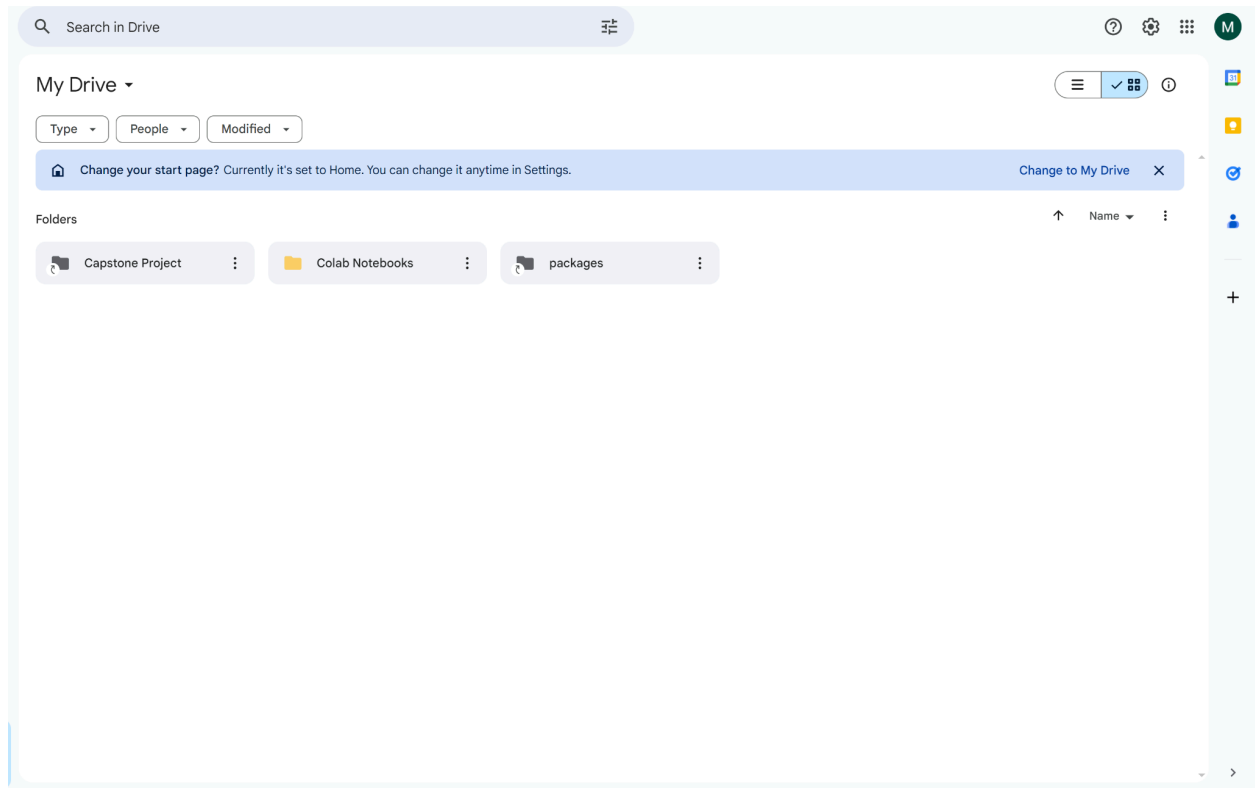 Search in Drive
M
My Drive
31
Type
People
Modified
Change your start page? Currently it's set to Home. You can change it anytime in Settings.
Change to My Drive
Folders
Name
Capstone Project
Colab Notebooks
packages